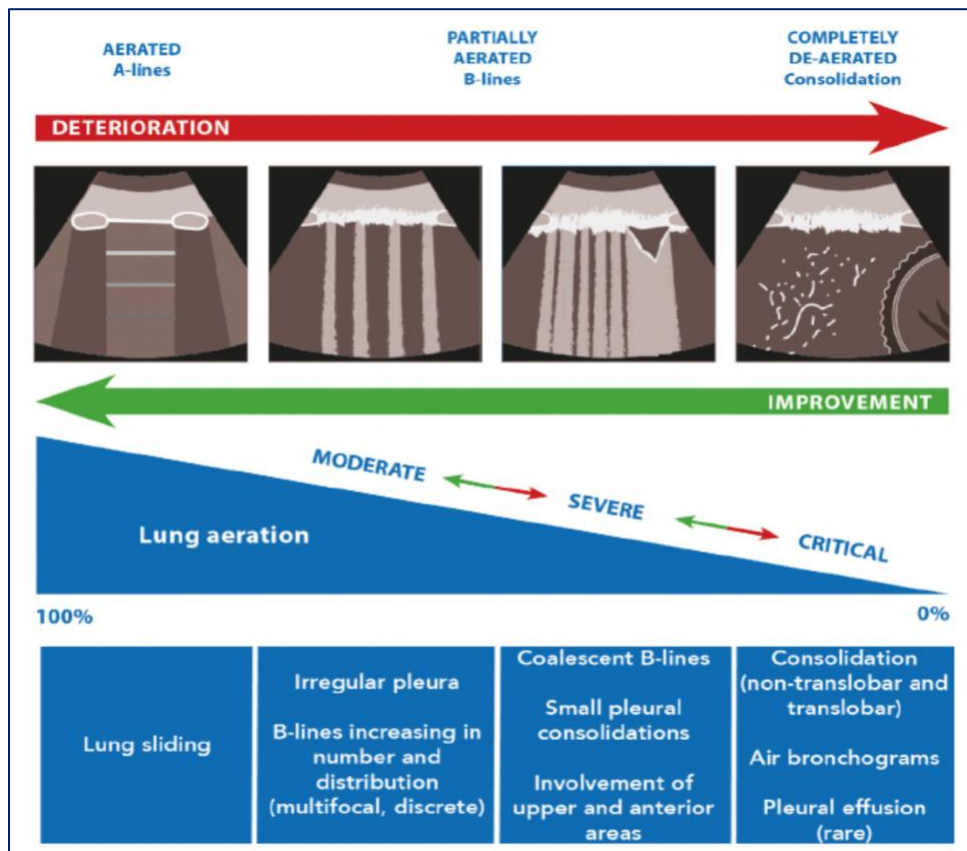 AERATED
A-lines
PARTIALLY
AERATED
B-lines
COMPLETELY
DE-AERATED
Consolidation
DETERIORATION
IMPROVEMENT
MODERATE
SEVERE
CRITICAL
Lung aeration
100%
0%
Lung sliding
Irregular pleura
B-lines increasing in
number and
distribution
(multifocal, discrete)
Coalescent B-lines
Small pleural
consolidations
Involvement of
upper and anterior
areas
Consolidation
(non-translobar and
translobar)
Air bronchograms
Pleural effusion
(rare)